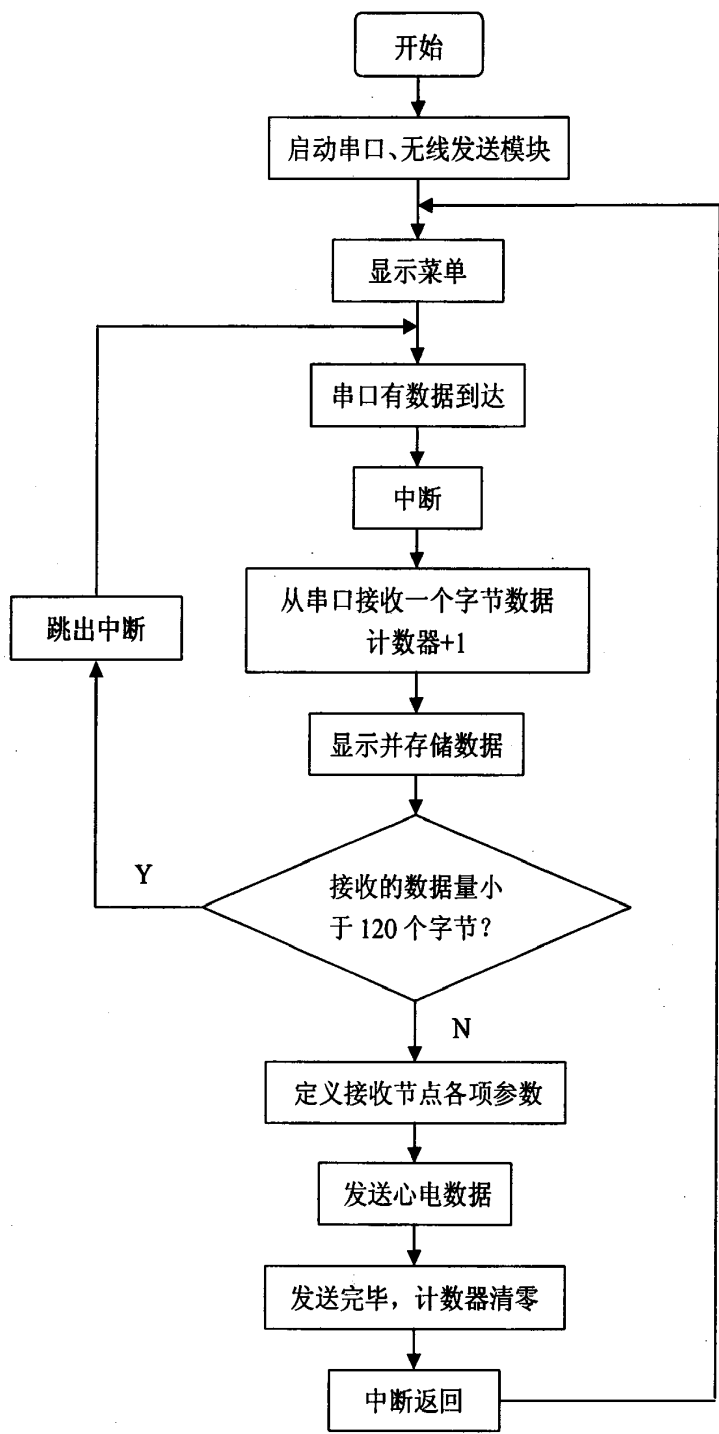 开始
启动串口、无线发送模块
显示菜单
串口有数据到达
中断
从串口接收一个字节数据
计数器+1
跳出中断
显示并存储数据
Y
接收的数据量小
于 120 个字节？
N
定义接收节点各项参数
发送心电数据
发送完毕，计数器清零
中断返回